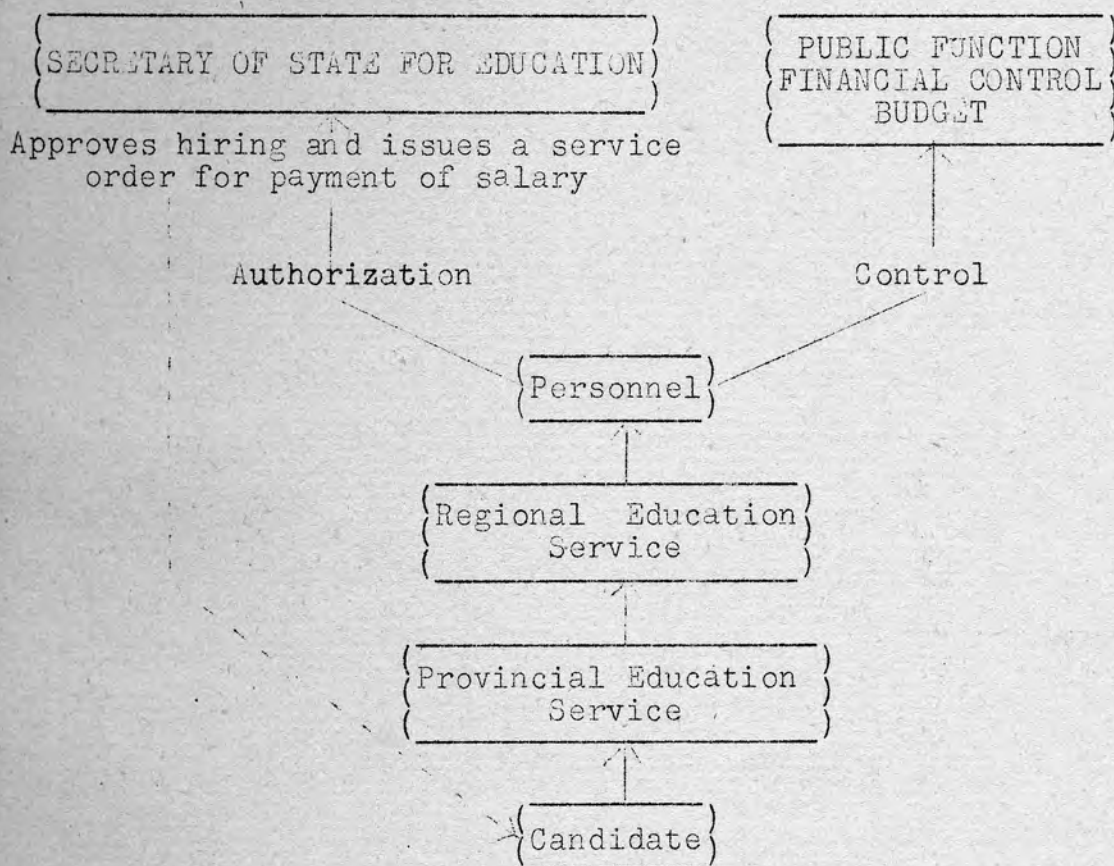 SECRETARY OF STATE FOR EDUCATION
PUBLIC FUNCTION
FINANCIAL CONTROL
BUDGET
Approves hiring and issues a service
order for payment of salary
Authorization
Control
Personnel
Regional Education
Service
Provincial Education
Service
Candidate